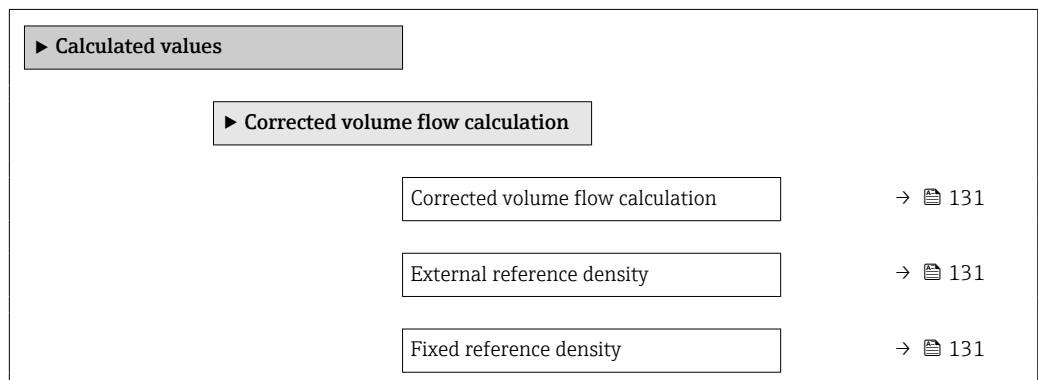 ▶ Calculated values
▶ Corrected volume flow calculation
Corrected volume flow calculation → 131
External reference density → 131
Fixed reference density → 131